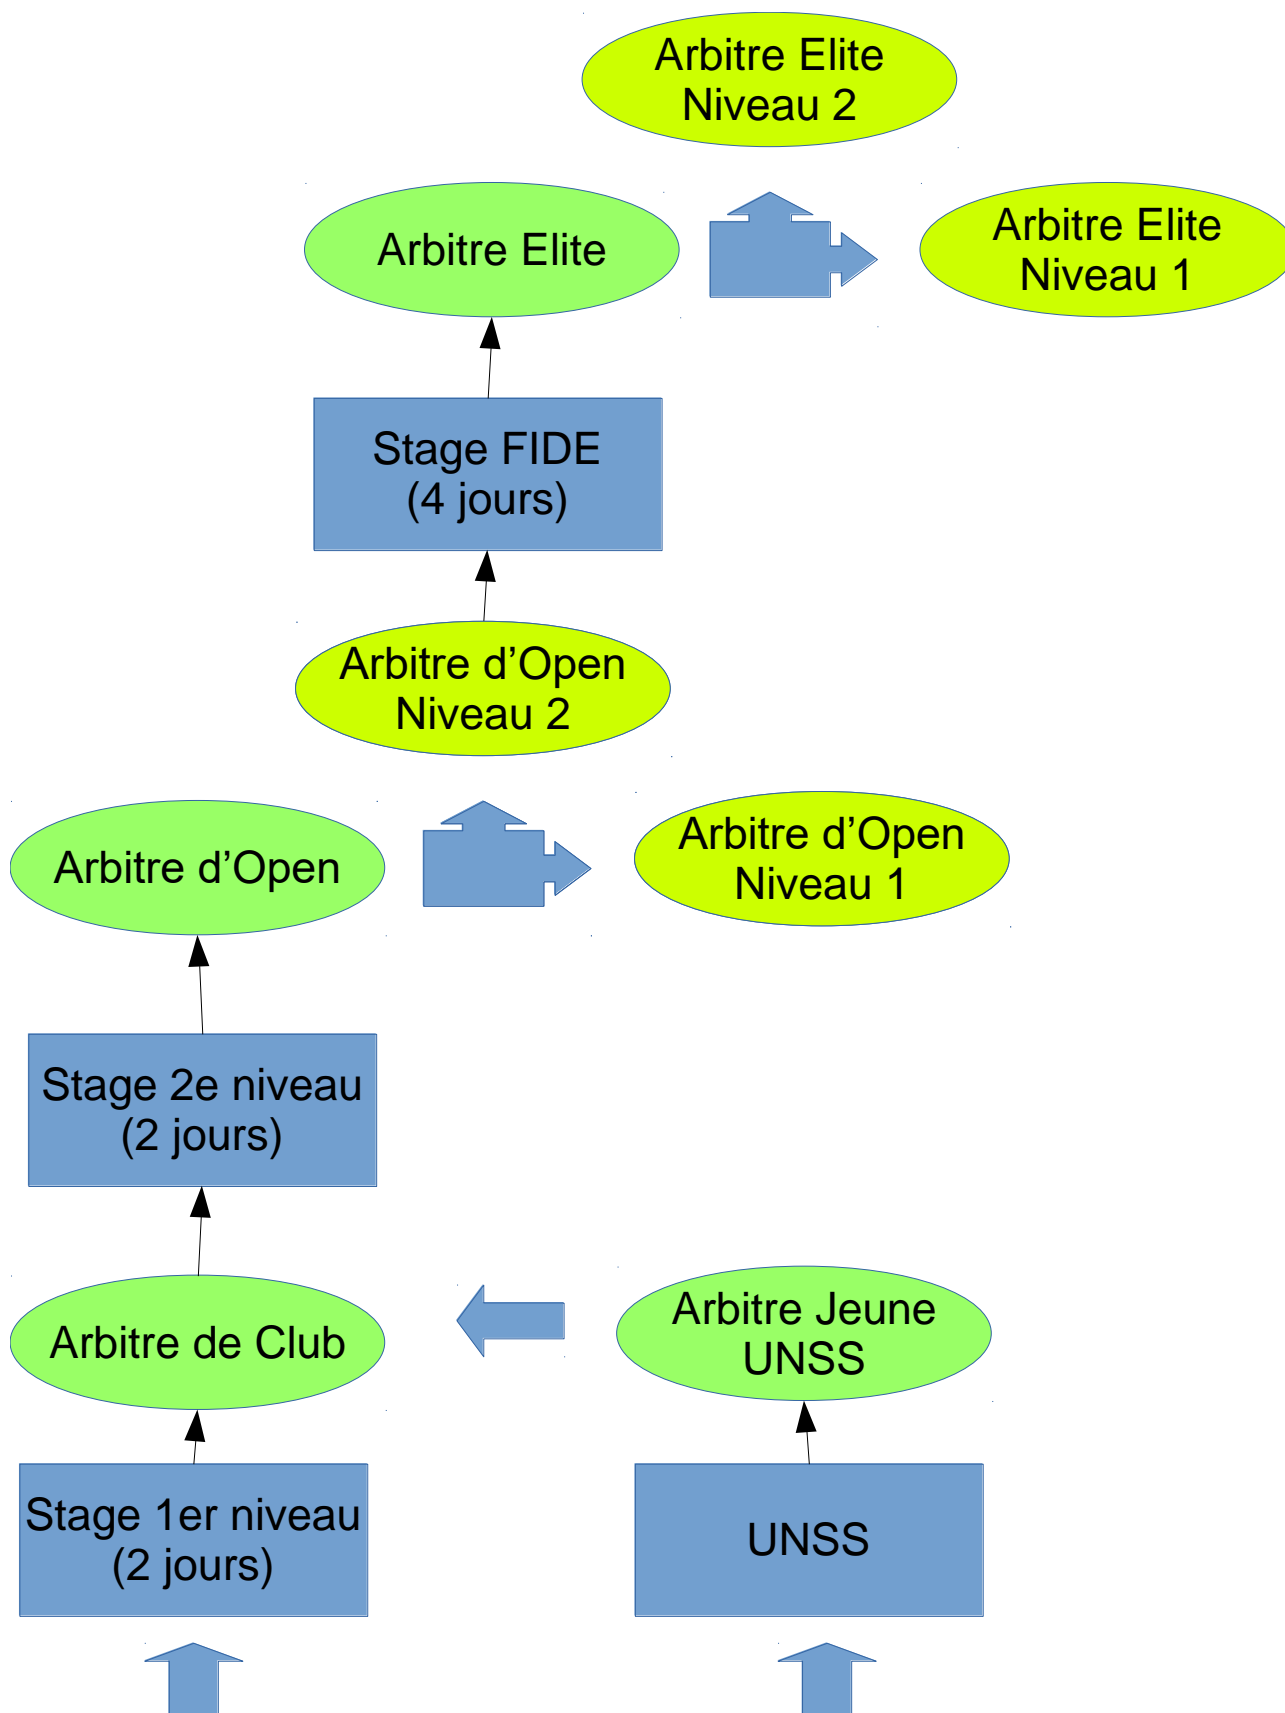 Arbitre Elite
Niveau 2
Arbitre Elite
Arbitre Elite
Niveau 1
Stage FIDE
(4 jours)
Arbitre d’Open
Niveau 2
Arbitre d’Open
Arbitre d’Open
Niveau 1
Stage 2e niveau
(2 jours)
Arbitre de Club
Arbitre Jeune
UNSS
Stage 1er niveau
(2 jours)
UNSS